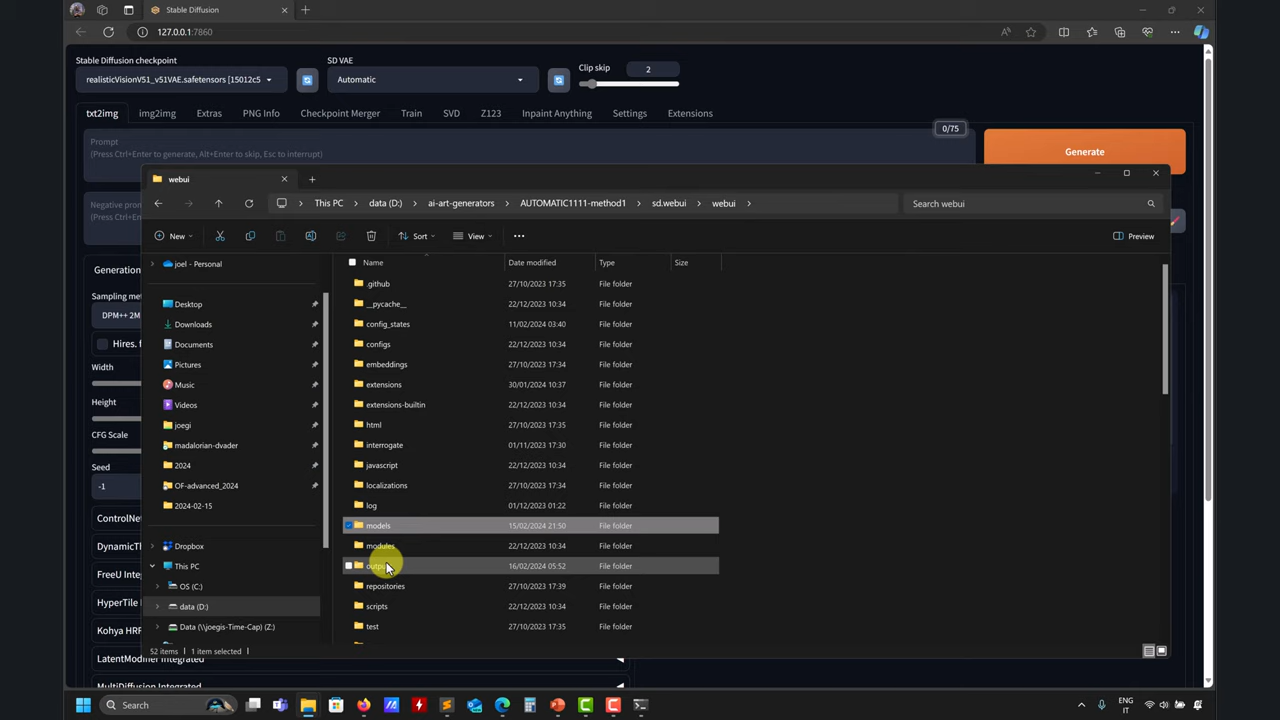 Stable Diffusion
127.0.0.1:7860
Stable Diffusion checkpoint
realisticVisionV51_v51VAE.safetensors [15012c5
SD VAE
Automatic
Clip skip
2
txt2img
img2img
Extras
PNG Info
Checkpoint Merger
Train
SVD
Z123
Inpaint Anything
Settings
Extensions
Prompt
(Press Ctrl+Enter to generate, Alt+Enter to skip, Esc to interrupt)
0/75
Generate
Negative pro
(Press Ctrl+
Generation
Sampling me
DPM++ 2M
Hires. f
Width
Height
CFG Scale
Seed
-1
ControlNe
DynamicTh
FreeU Integ
HyperTile
Kohya HRF
LatentModifier Integrated
MultiDiffusion Integrated
webui
This PC
data (D:)
ai-art-generators
AUTOMATIC1111-method1
sd.webui
webui
Search webui
New
Sort
View
Preview
joel - Personal
Desktop
Downloads
Documents
Pictures
Music
Videos
joegi
madalorian-dvader
2024
OF-advanced_2024
2024-02-15
Dropbox
This PC
OS (C:)
data (D:)
Data (\\joegis-Time-Cap) (Z:)
Name Date modified Type Size
.github 27/10/2023 17:35 File folder
__pycache__ 22/12/2023 10:34 File folder
config_states 11/02/2024 03:40 File folder
configs 22/12/2023 10:34 File folder
embeddings 27/10/2023 17:34 File folder
extensions 30/01/2024 10:37 File folder
extensions-builtin 22/12/2023 10:34 File folder
html 27/10/2023 17:35 File folder
interrogate 01/11/2023 17:30 File folder
javascript 22/12/2023 10:34 File folder
localizations 27/10/2023 17:34 File folder
log 01/12/2023 01:22 File folder
models 15/02/2024 21:50 File folder
modules 22/12/2023 10:34 File folder
outpu 16/02/2024 05:52 File folder
repositories 27/10/2023 17:39 File folder
scripts 22/12/2023 10:34 File folder
test 27/10/2023 17:35 File folder
52 items
1 item selected
Search
ENG
IT